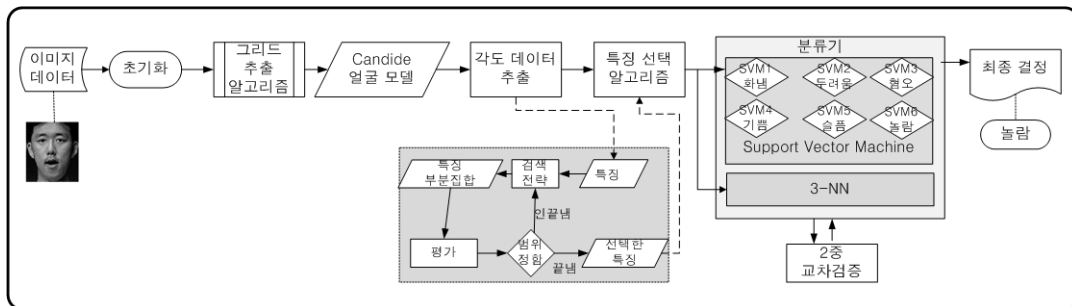 이미지
데이터
초기화
그리드
추출
알고리즘
Candide
얼굴 모델
각도 데이터
추출
특징 선택
알고리즘
분류기
SVM1
화냄
SVM2
두려움
SVM3
혐오
SVM4
기쁨
SVM5
슬픔
SVM6
놀람
Support Vector Machine
3-NN
최종 결정
놀람
2중
교차검증
특징
부분집합
검색
전략
특징
인끝냄
평가
범위
정함
끝냄
선택한
특징